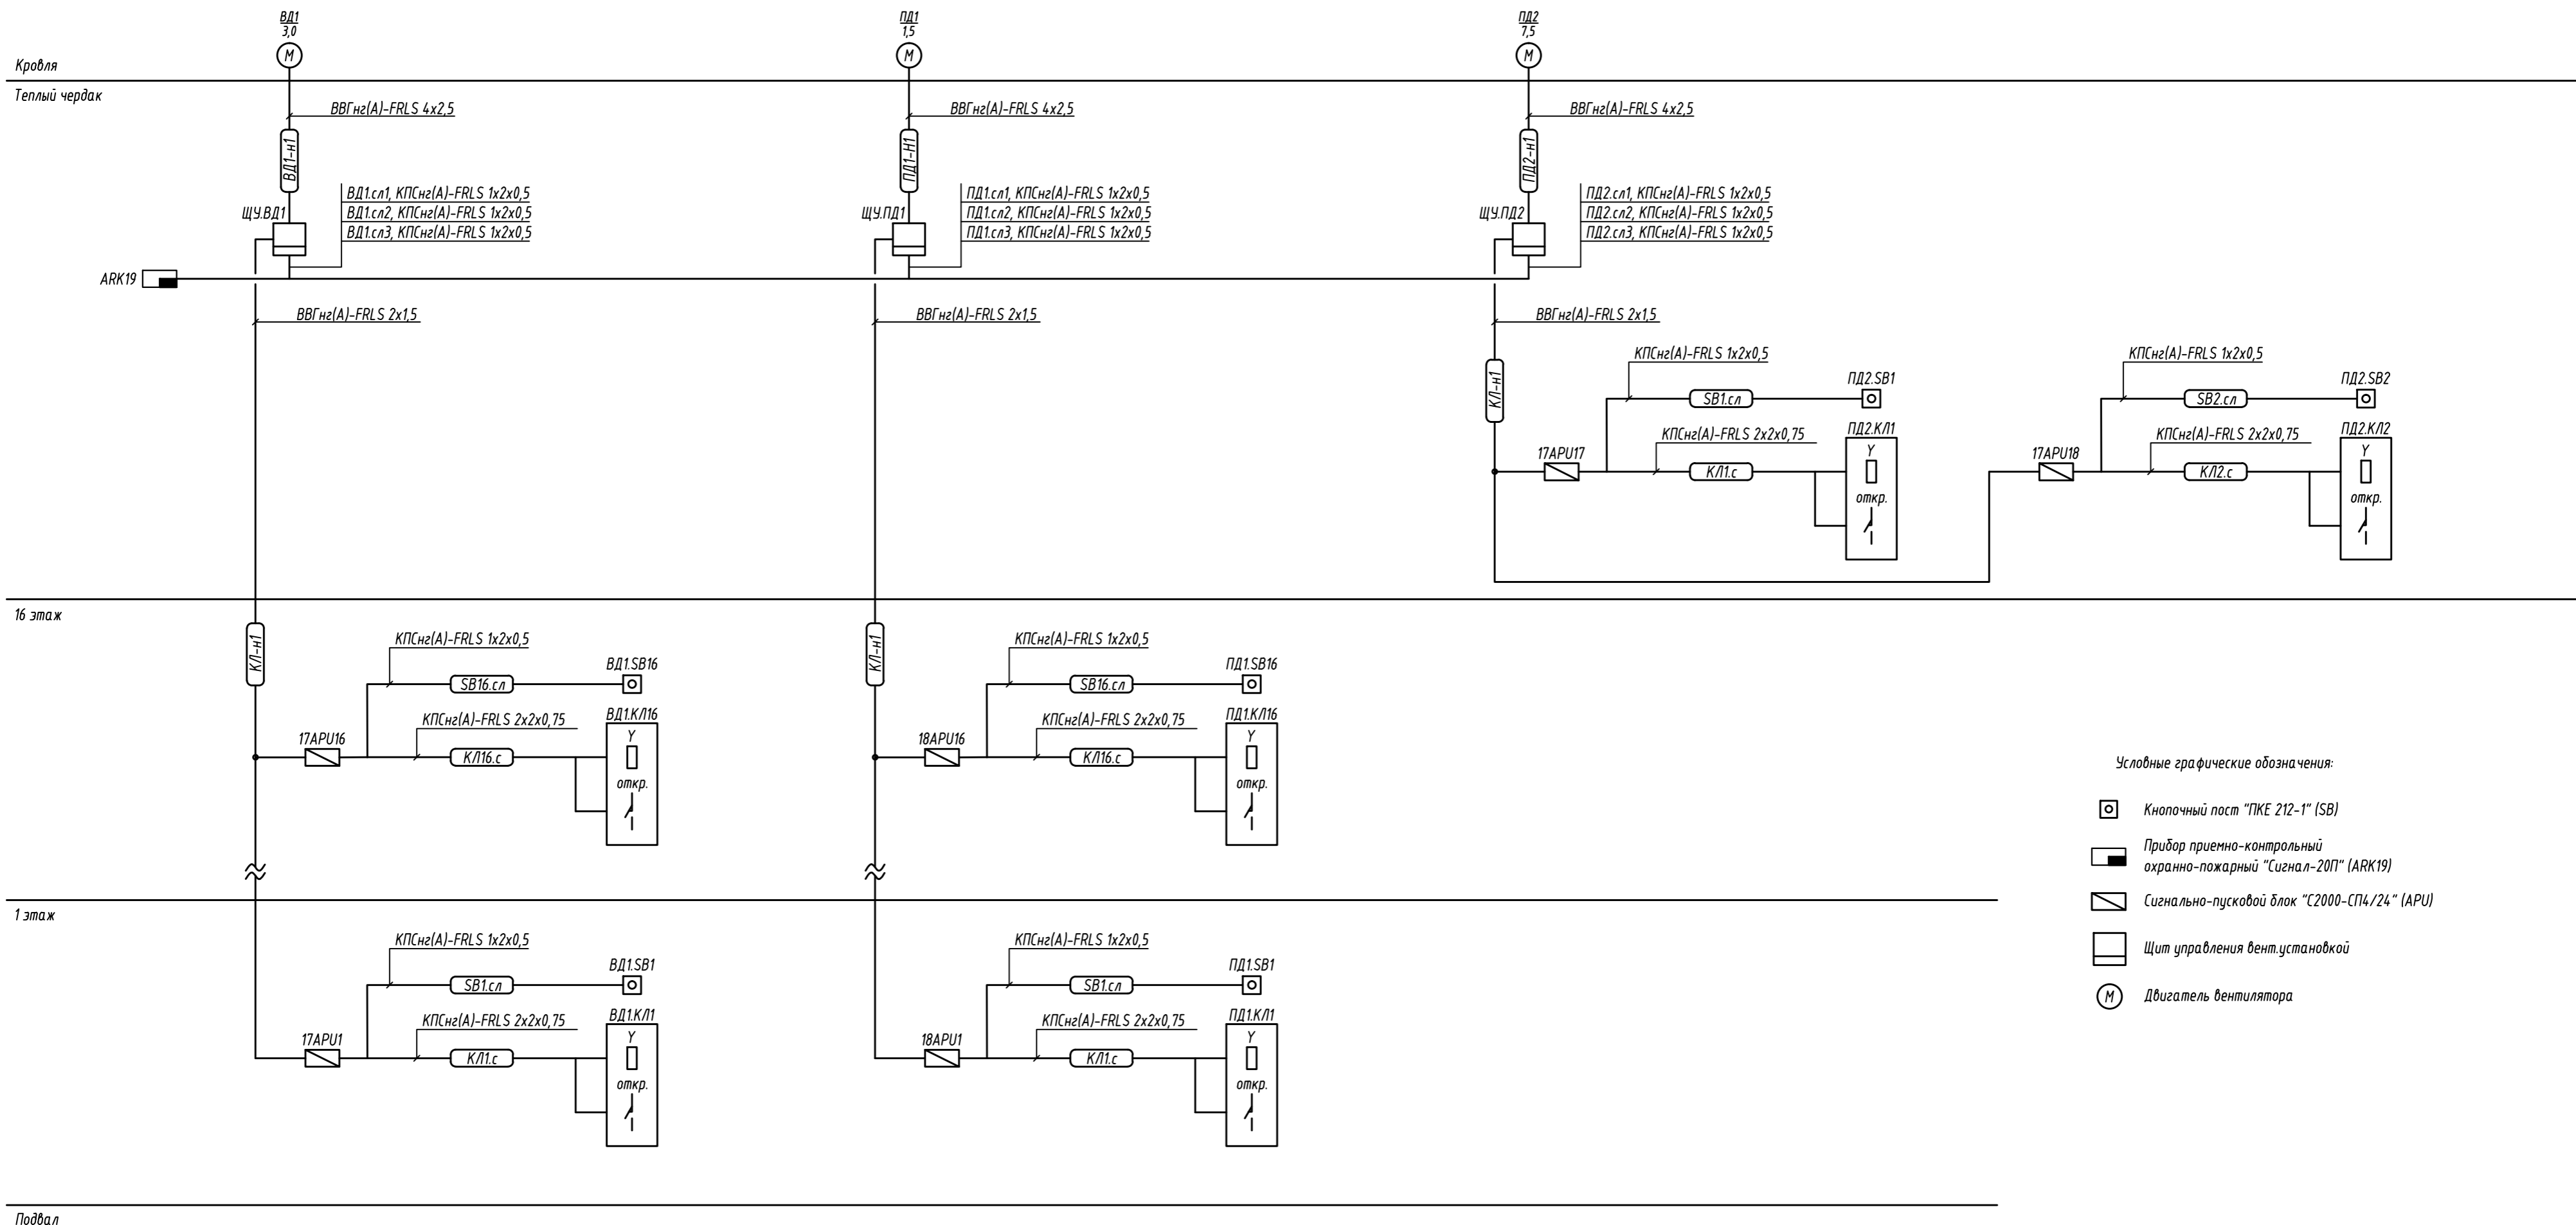 ВД1
3,0
ПД1
1,5
ПД2
7,5
М
М
М
Кровля
Теплый чердак
ВВГнг(А)-FRLS 4х2,5
ВВГнг(А)-FRLS 4х2,5
ВВГнг(А)-FRLS 4х2,5
ВД1-н1
ПД1-Н1
ПД2-н1
ЩУ.ВД1
ВД1.сл1, КПСнг(А)-FRLS 1х2х0,5
ВД1.сл2, КПСнг(А)-FRLS 1х2х0,5
ВД1.сл3, КПСнг(А)-FRLS 1х2х0,5
ЩУ.ПД1
ПД1.сл1, КПСнг(А)-FRLS 1х2х0,5
ПД1.сл2, КПСнг(А)-FRLS 1х2х0,5
ПД1.сл3, КПСнг(А)-FRLS 1х2х0,5
ЩУ.ПД2
ПД2.сл1, КПСнг(А)-FRLS 1х2х0,5
ПД2.сл2, КПСнг(А)-FRLS 1х2х0,5
ПД2.сл3, КПСнг(А)-FRLS 1х2х0,5
ARK19
ВВГнг(А)-FRLS 2х1,5
ВВГнг(А)-FRLS 2х1,5
ВВГнг(А)-FRLS 2х1,5
КЛ-н1
КПСнг(А)-FRLS 1х2х0,5
ПД2.SB1
SB1.сл
КПСнг(А)-FRLS 2х2х0,75
ПД2.КЛ1
17APU17
КЛ1.с
Y
откр.
КПСнг(А)-FRLS 1х2х0,5
ПД2.SB2
SB2.сл
КПСнг(А)-FRLS 2х2х0,75
ПД2.КЛ2
17APU18
КЛ2.с
Y
откр.
16 этаж
КЛ-н1
КПСнг(А)-FRLS 1х2х0,5
ВД1.SB16
SB16.сл
КПСнг(А)-FRLS 2х2х0,75
ВД1.КЛ16
17APU16
КЛ16.с
Y
откр.
КЛ-н1
КПСнг(А)-FRLS 1х2х0,5
ПД1.SB16
SB16.сл
КПСнг(А)-FRLS 2х2х0,75
ПД1.КЛ16
18APU16
КЛ16.с
Y
откр.
1 этаж
КПСнг(А)-FRLS 1х2х0,5
ВД1.SB1
SB1.сл
КПСнг(А)-FRLS 2х2х0,75
ВД1.КЛ1
17APU1
КЛ1.с
Y
откр.
КПСнг(А)-FRLS 1х2х0,5
ПД1.SB1
SB1.сл
КПСнг(А)-FRLS 2х2х0,75
ПД1.КЛ1
18APU1
КЛ1.с
Y
откр.
Подвал
Условные графические обозначения:
Кнопочный пост "ПКЕ 212-1" (SB)
Прибор приемно-контрольный
охранно-пожарный "Сигнал-20П" (ARK19)
Сигнально-пусковой блок "С2000-СП4/24" (APU)
Щит управления вент.установкой
М
Двигатель вентилятора